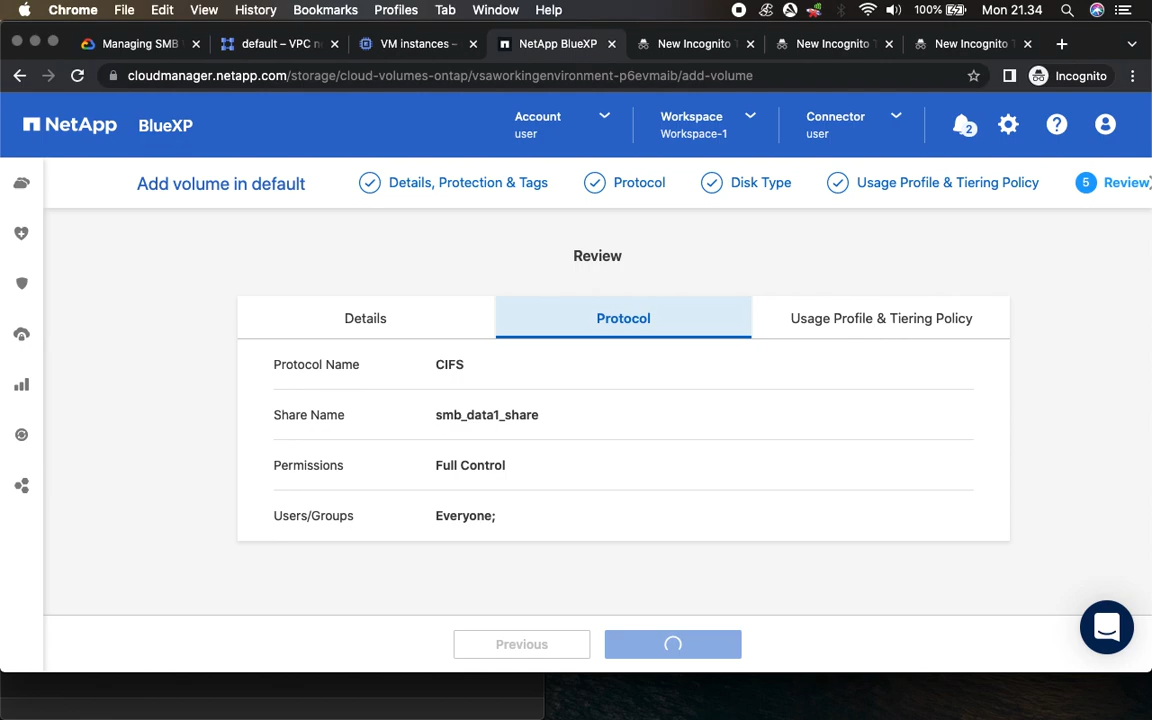 Chrome File Edit View History Bookmarks Profiles Tab Window Help 100% Mon 21.34
Managing SMB default – VPC n VM instances – NetApp BlueXP New Incognito T New Incognito T New Incognito T
cloudmanager.netapp.com/storage/cloud-volumes-ontap/vsaworkingenvironment-p6evmaib/add-volume Incognito
NetApp BlueXP
Account
user
Workspace
Workspace-1
Connector
user
2
Add volume in default Details, Protection & Tags Protocol Disk Type Usage Profile & Tiering Policy 5 Review
Review
Details Protocol Usage Profile & Tiering Policy
Protocol Name CIFS
Share Name smb_data1_share
Permissions Full Control
Users/Groups Everyone;
Previous